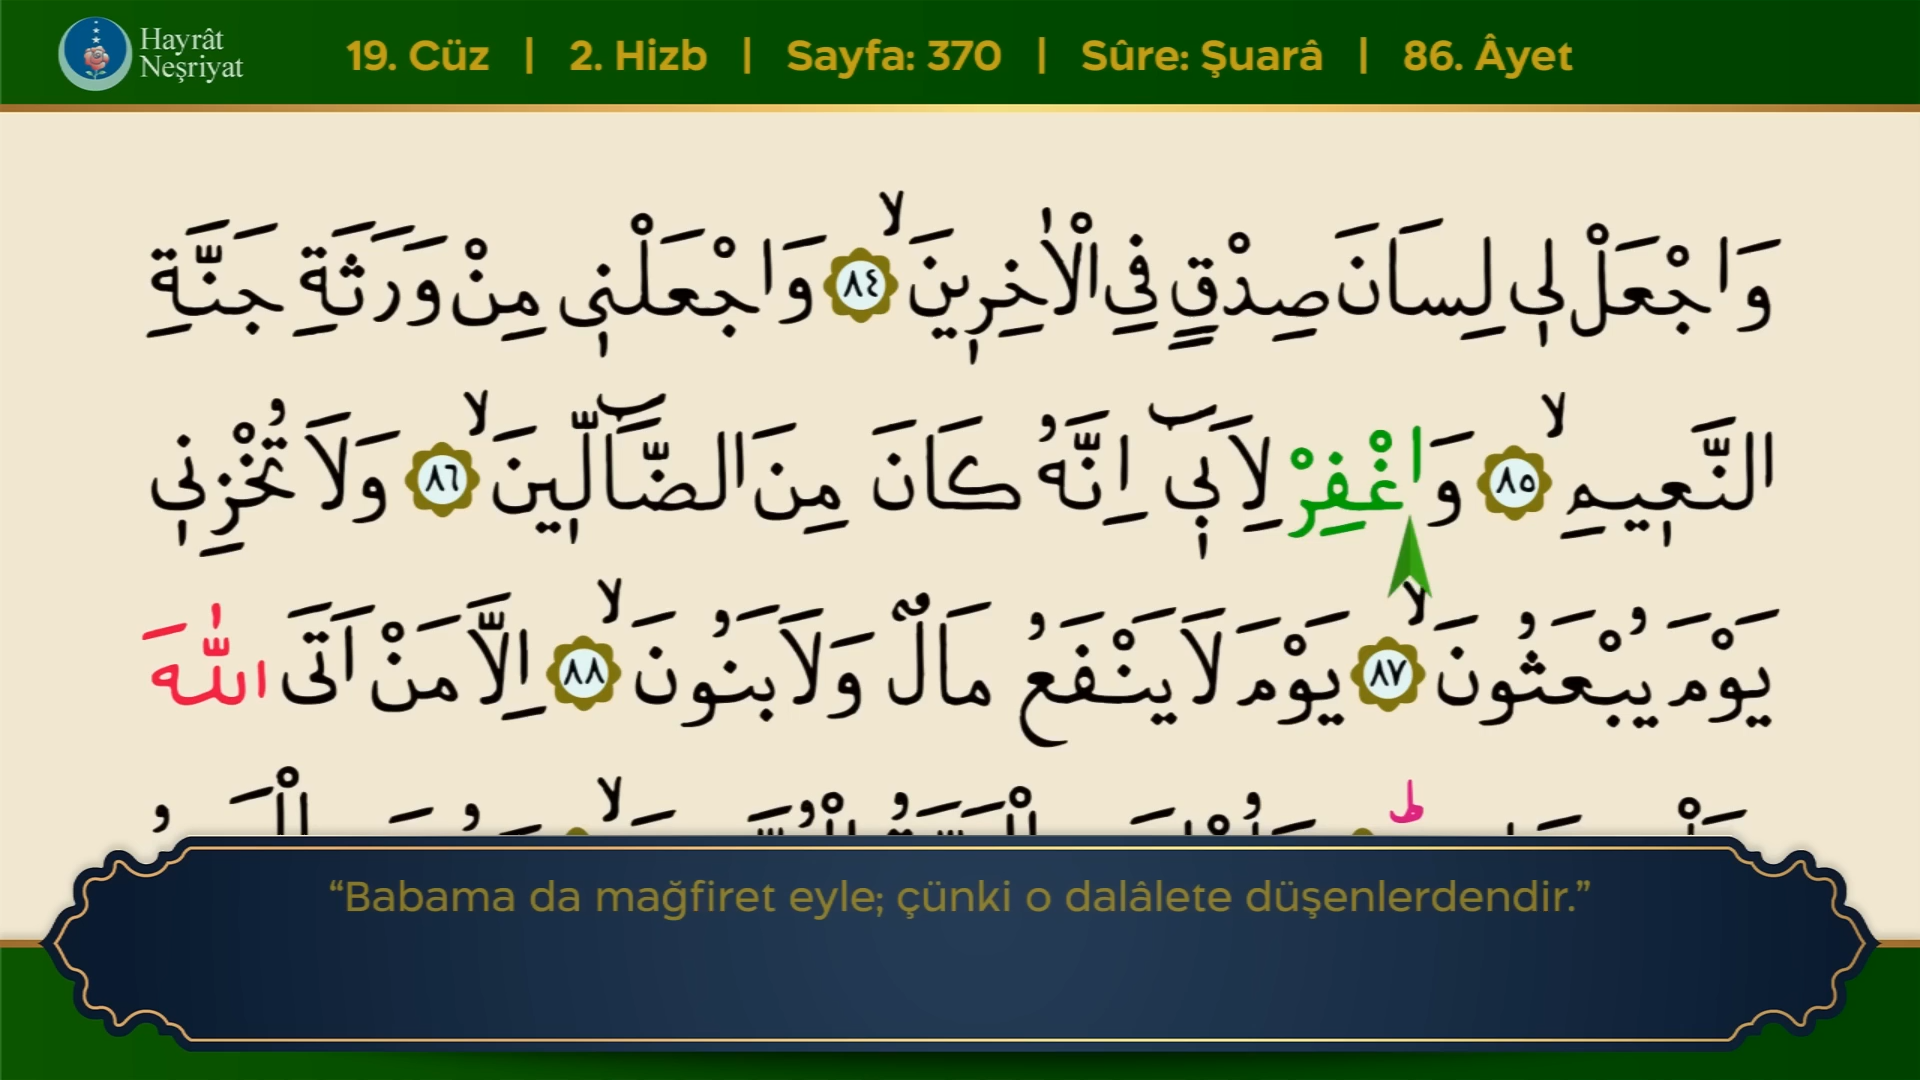 Hayrât
Neşriyat
19. Cüz | 2. Hizb | Sayfa: 370 | Sûre: Şuarâ | 86. Âyet
وَاجْعَلْ لٖي لِسَانَ صِدْقٍ فِي الْاٰخِرٖينَ ۙ ﴿٨٤﴾ وَاجْعَلْنٖي مِنْ وَرَثَةِ جَنَّةِ
النَّعٖيمِ ۙ ﴿٨٥﴾ وَاغْفِرْ لِاَبٖٓي اِنَّهُ كَانَ مِنَ الضَّٓالّٖينَ ۙ ﴿٨٦﴾ وَلَا تُخْزِنٖي
يَوْمَ يُبْعَثُونَ ۙ ﴿٨٧﴾ يَوْمَ لَا يَنْفَعُ مَالٌ وَلَا بَنُونَ ۙ ﴿٨٨﴾ اِلَّا مَنْ اَتَى اللّٰهَ
“Babama da mağfiret eyle; çünki o dalâlete düşenlerdendir.”